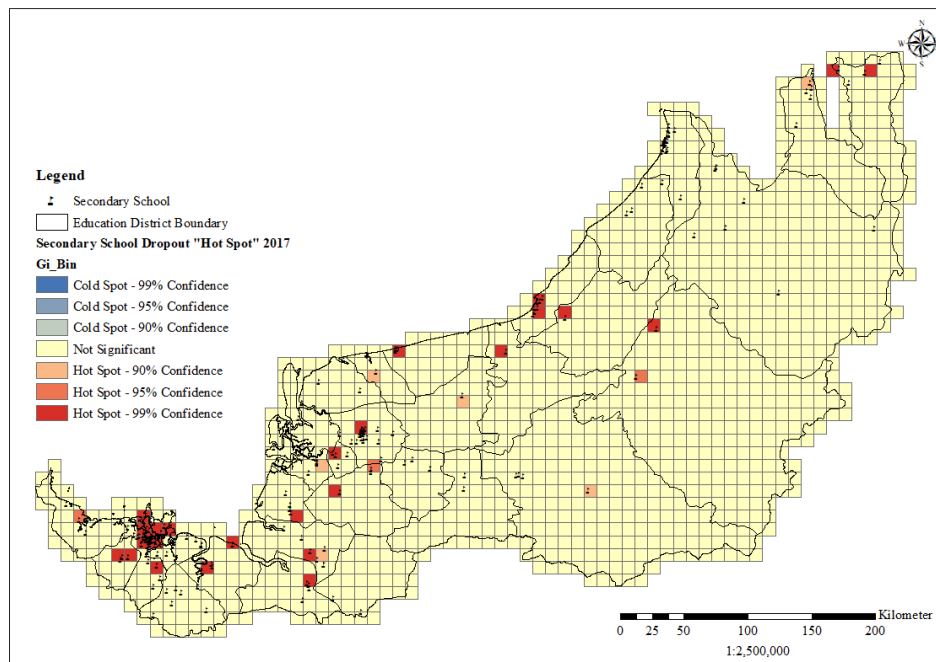 N
W
S
Legend
Secondary School
Education District Boundary
Secondary School Dropout "Hot Spot" 2017
Gi_Bin
Cold Spot - 99% Confidence
Cold Spot - 95% Confidence
Cold Spot - 90% Confidence
Not Significant
Hot Spot - 90% Confidence
Hot Spot - 95% Confidence
Hot Spot - 99% Confidence
Kilometer
0 25 50 100 150 200
1:2,500,000